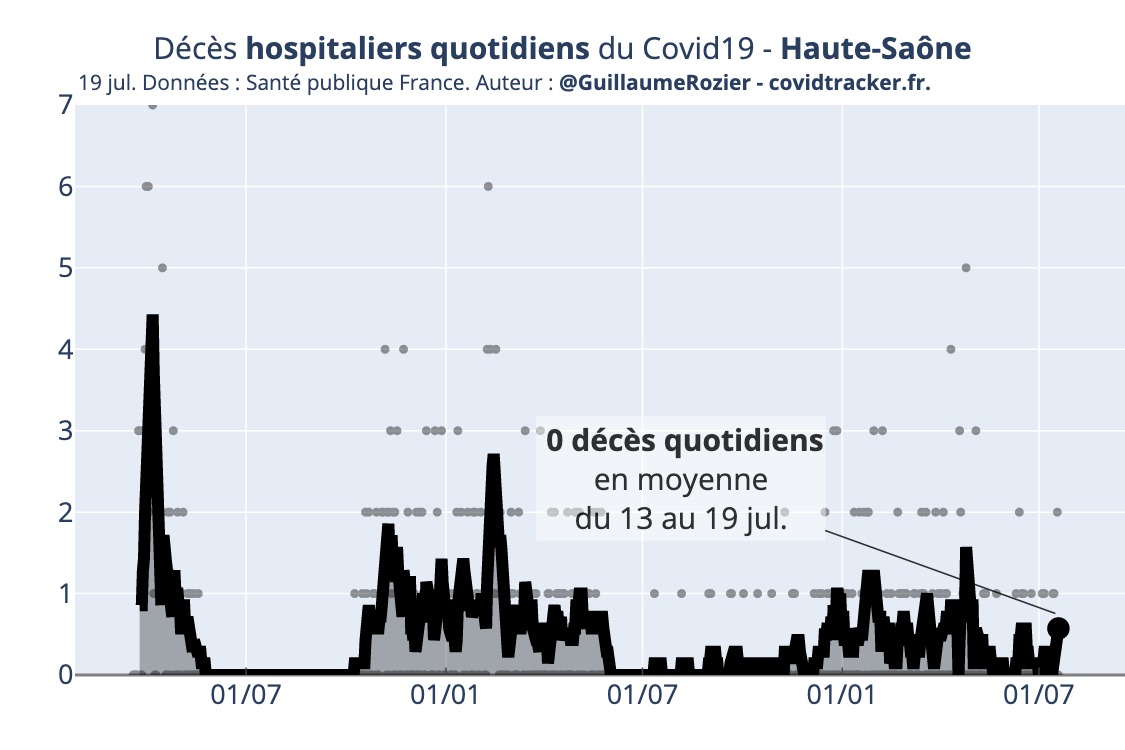 Décès hospitaliers quotidiens du Covid19 - Haute-Saône
19 jul. Données : Santé publique France. Auteur : @GuillaumeRozier - covidtracker.fr.
7
6
5
4
3
2
1
0
0 décès quotidiens
en moyenne
du 13 au 19 jul.
01/07 01/01 01/07 01/01 01/07